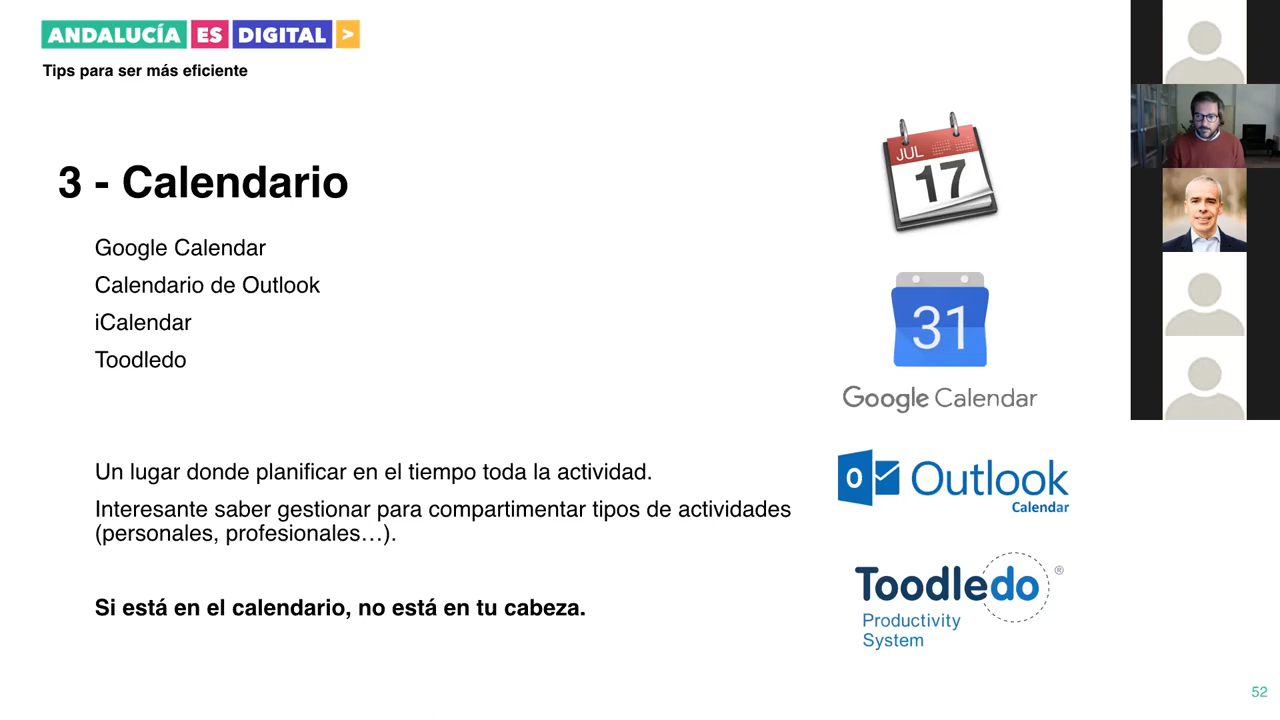 ANDALUCÍA ES DIGITAL >
Tips para ser más eficiente
3 - Calendario
Google Calendar
Calendario de Outlook
iCalendar
Toodledo
Un lugar donde planificar en el tiempo toda la actividad.
Interesante saber gestionar para compartimentar tipos de actividades
(personales, profesionales…).
Si está en el calendario, no está en tu cabeza.
JUL
17
31
Google Calendar
O Outlook
Calendar
Toodledo ®
Productivity
System
52